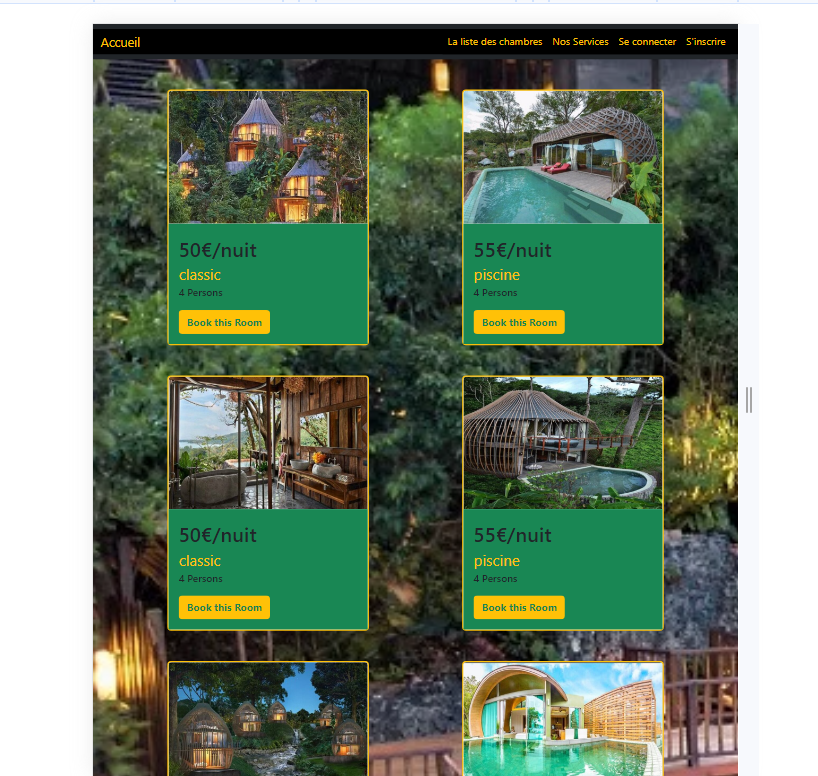 Accueil
La liste des chambres Nos Services Se connecter S'inscrire
50€/nuit
classic
4 Persons
Book this Room
55€/nuit
piscine
4 Persons
Book this Room
50€/nuit
classic
4 Persons
Book this Room
55€/nuit
piscine
4 Persons
Book this Room